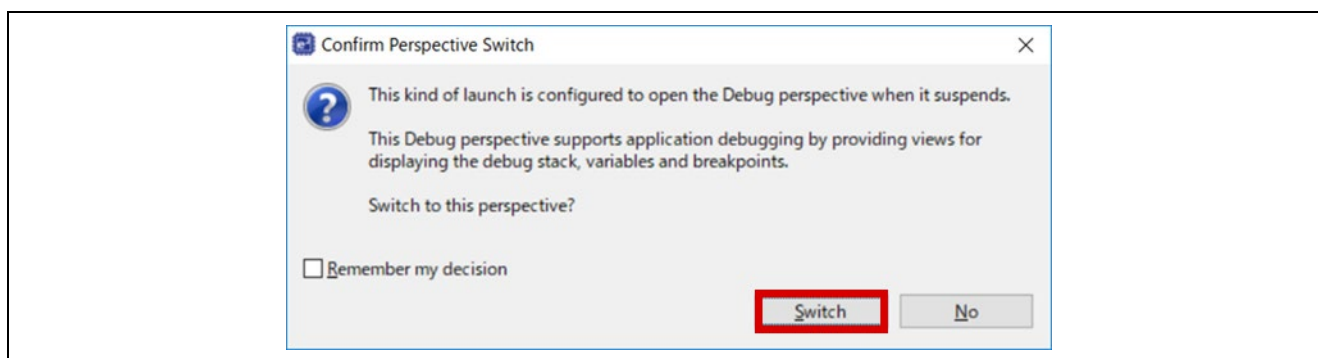 Confirm Perspective Switch
This kind of launch is configured to open the Debug perspective when it suspends.
This Debug perspective supports application debugging by providing views for
displaying the debug stack, variables and breakpoints.
Switch to this perspective?
Remember my decision
Switch No